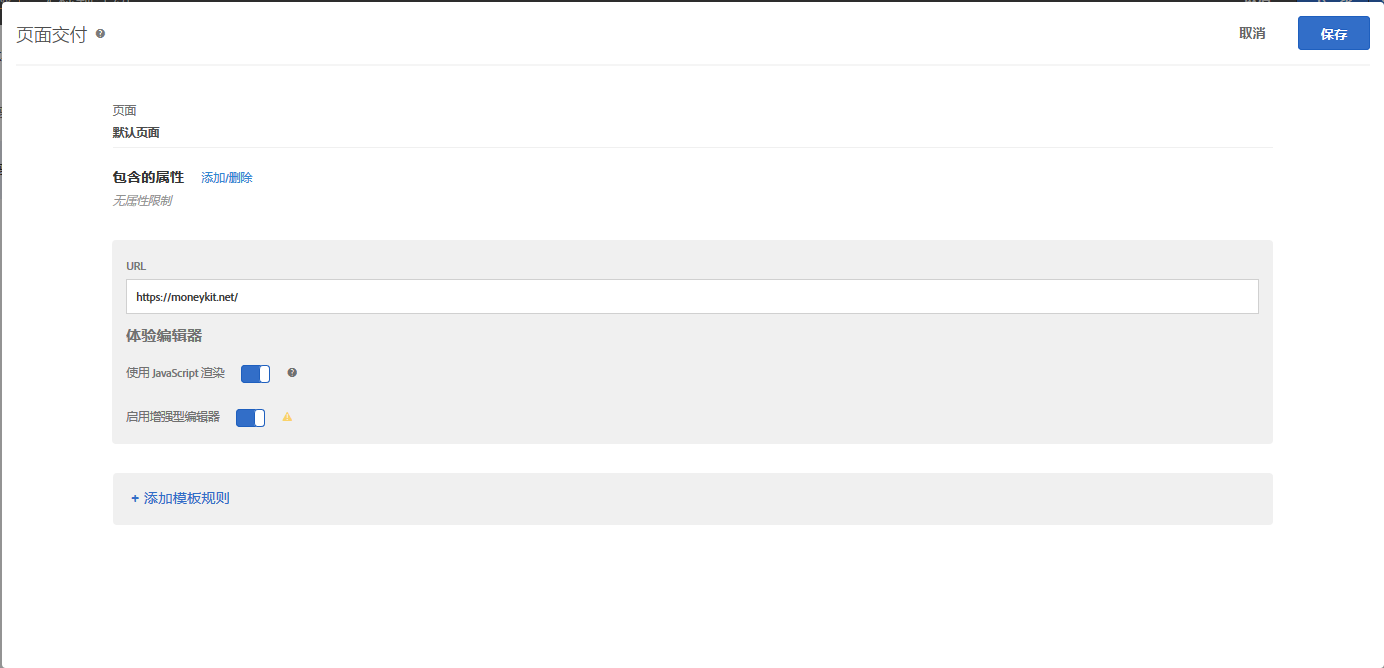 页面交付
取消
保存
页面
默认页面
包含的属性 添加/删除
无属性限制
URL
https://moneykit.net/
体验编辑器
使用 JavaScript 渲染
启用增强型编辑器
+ 添加模板规则